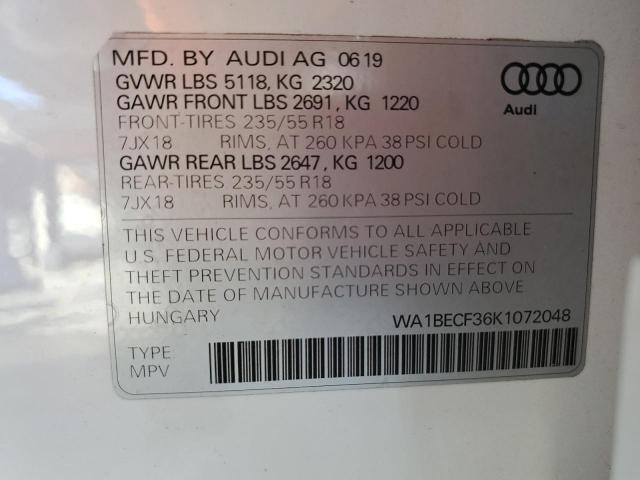 MFD. BY AUDI AG 0619
GVWR LBS 5118, KG 2320
GAWR FRONT LBS 2691, KG 1220
FRONT-TIRES 235/55 R18
7JX18 RIMS, AT 260 KPA 38 PSI COLD
GAWR REAR LBS 2647, KG 1200
REAR-TIRES 235/55 R18
7JX18 RIMS, AT 260 KPA 38 PSI COLD
Audi
THIS VEHICLE CONFORMS TO ALL APPLICABLE
U.S. FEDERAL MOTOR VEHICLE SAFETY AND
THEFT PREVENTION STANDARDS IN EFFECT ON
THE DATE OF MANUFACTURE SHOWN ABOVE
HUNGARY WA1BECF36K1072048
TYPE:
MPV